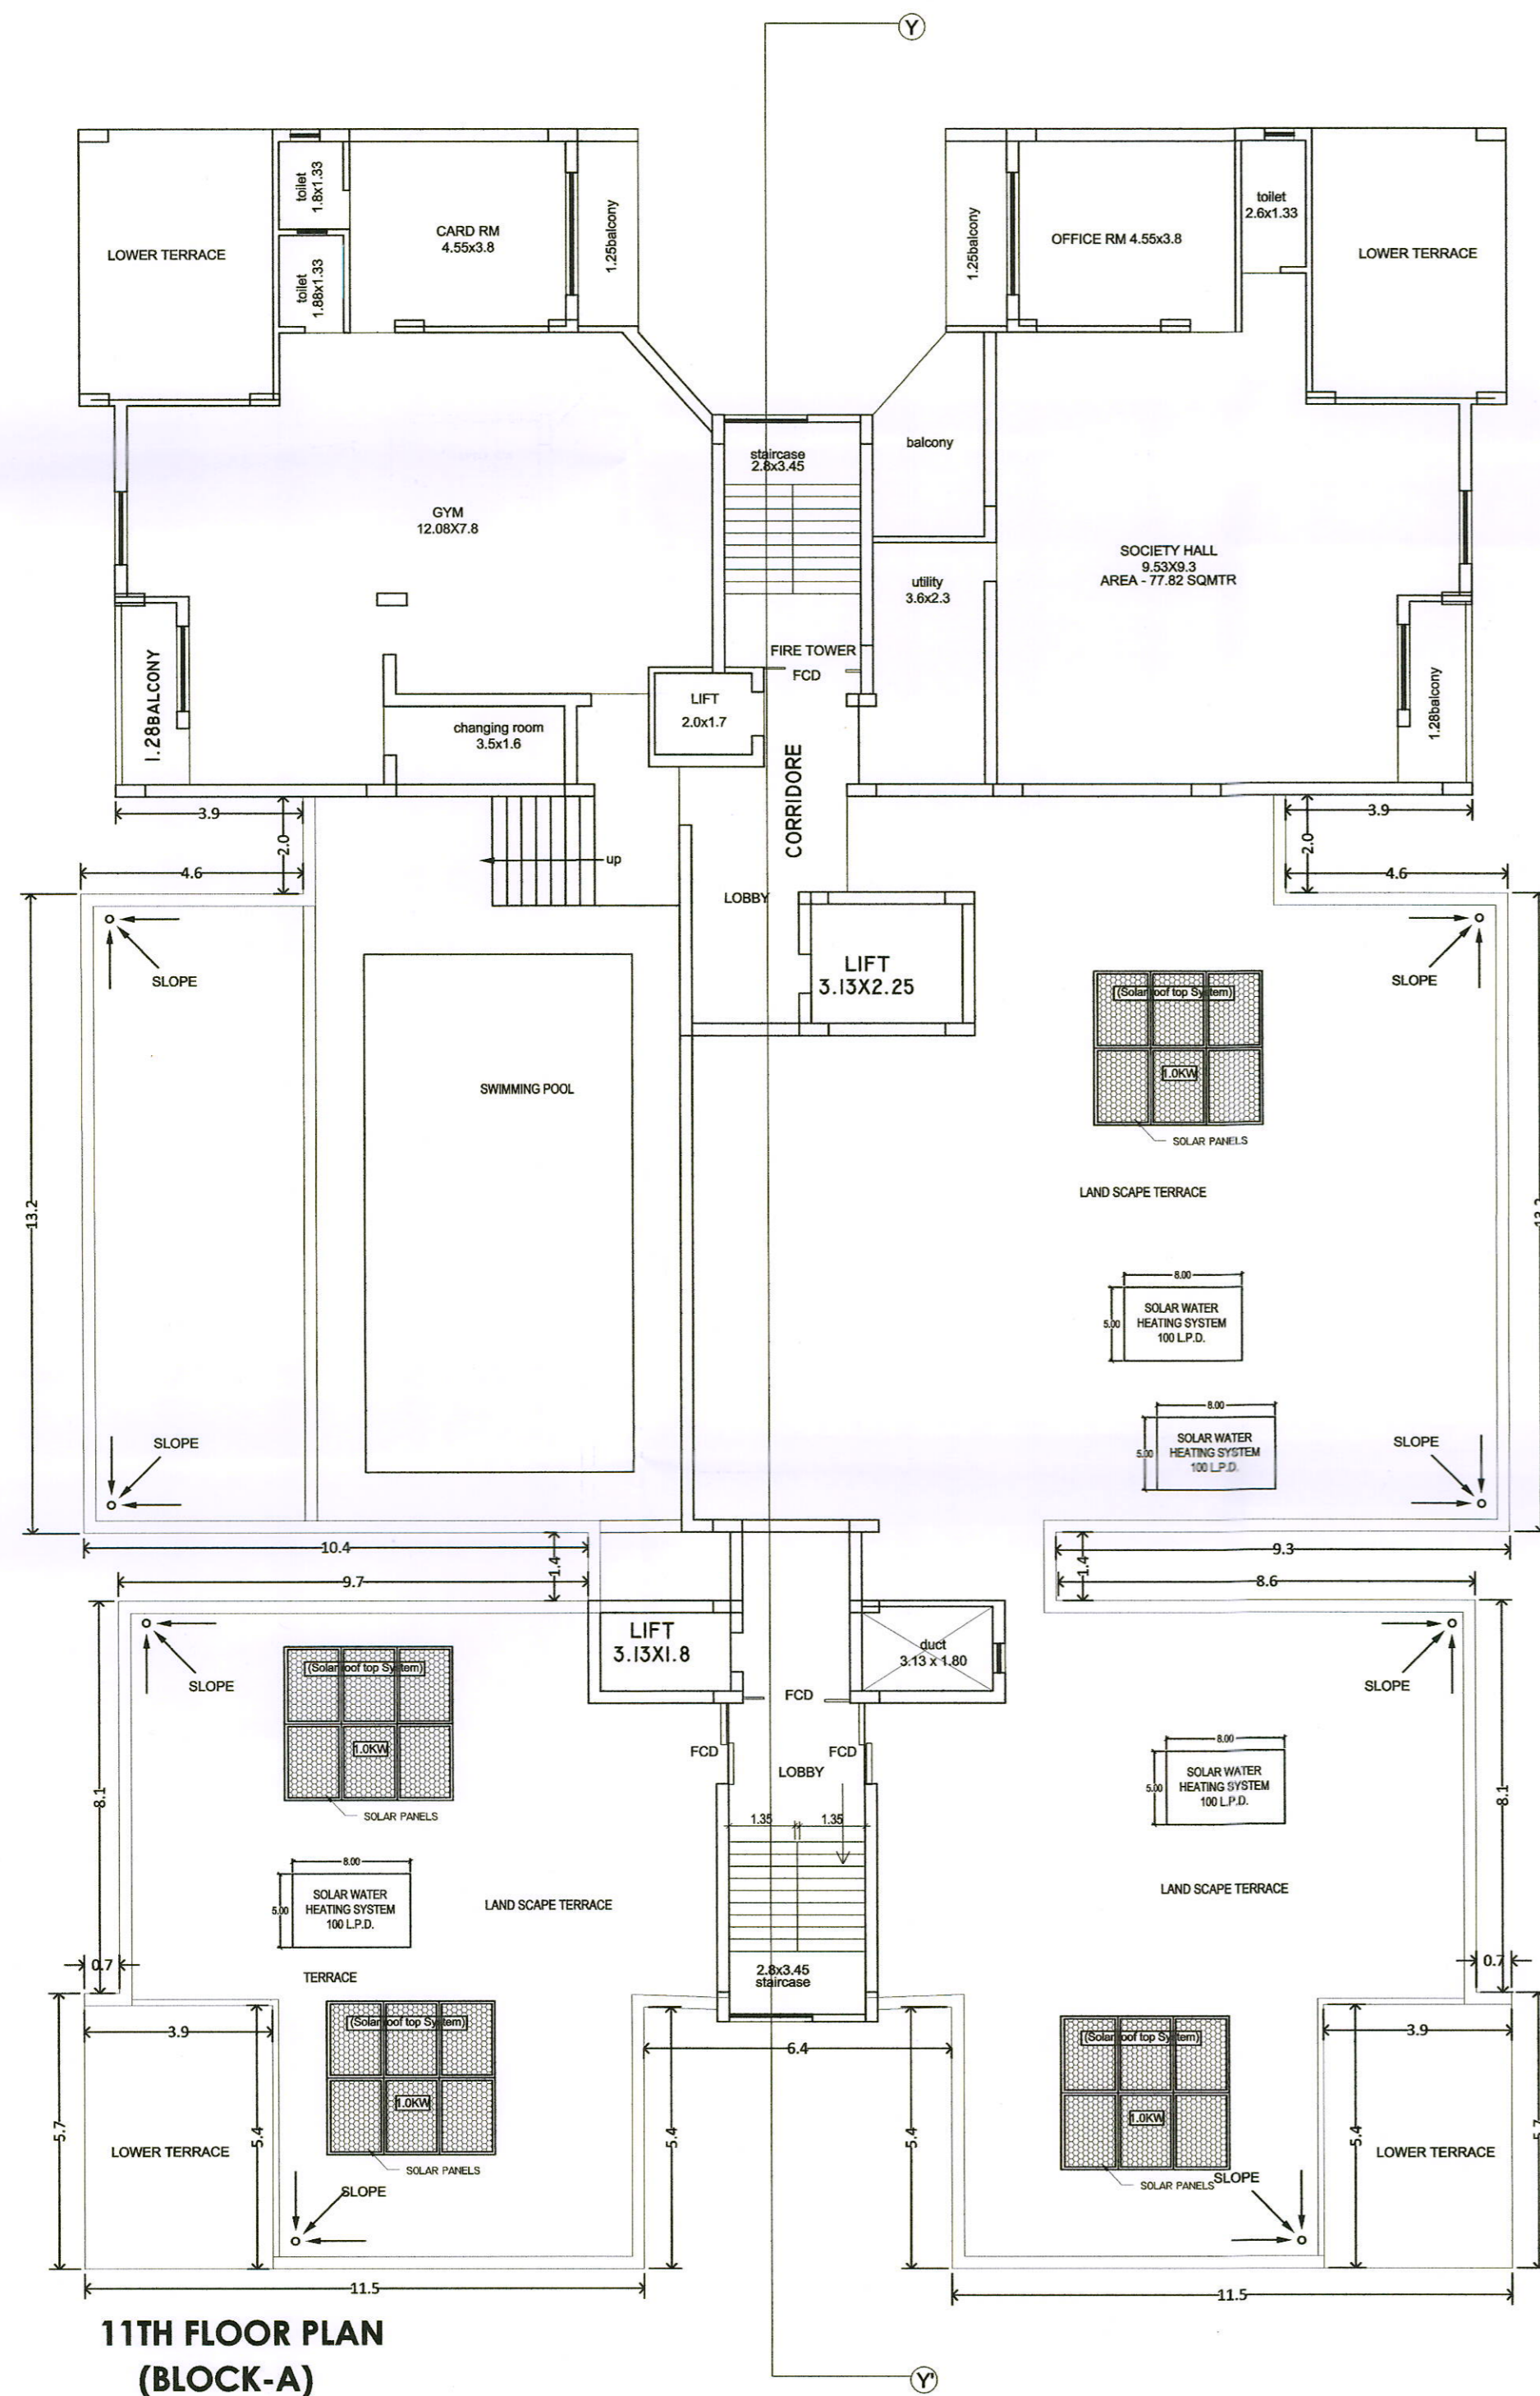 Y
toilet
1.8x1.33
CARD RM
4.55x3.8
1.25balcony
LOWER TERRACE
toilet
1.88x1.33
1.25balcony
OFFICE RM 4.55x3.8
toilet
2.6x1.33
LOWER TERRACE
staircase
2.8x3.45
balcony
GYM
12.08X7.8
SOCIETY HALL
9.53X9.3
AREA - 77.82 SQMTR
utility
3.6x2.3
FIRE TOWER
FCD
1.28BALCONY
LIFT
2.0x1.7
changing room
3.5x1.6
1.28balcony
CORRIDORE
3.9
2.0
3.9
2.0
up
4.6
4.6
LOBBY
SLOPE
LIFT
3.13X2.25
SLOPE
(Solar roof top System)
1.0KW
SOLAR PANELS
SWIMMING POOL
13.2
LAND SCAPE TERRACE
13.2
8.00
5.00
SOLAR WATER
HEATING SYSTEM
100 L.P.D.
8.00
5.00
SOLAR WATER
HEATING SYSTEM
100 L.P.D.
SLOPE
SLOPE
10.4
1.4
9.3
1.4
9.7
8.6
SLOPE
LIFT
3.13X1.8
duct
3.13 x 1.80
SLOPE
(Solar roof top System)
1.0KW
SOLAR PANELS
FCD
FCD
FCD
LOBBY
8.00
5.00
SOLAR WATER
HEATING SYSTEM
100 L.P.D.
8.1
8.1
1.35
1.35
8.00
5.00
SOLAR WATER
HEATING SYSTEM
100 L.P.D.
LAND SCAPE TERRACE
LAND SCAPE TERRACE
0.7
0.7
TERRACE
2.8x3.45
staircase
3.9
(Solar roof top System)
1.0KW
SOLAR PANELS
6.4
(Solar roof top System)
1.0KW
SOLAR PANELS
3.9
5.7
LOWER TERRACE
5.4
5.4
5.4
5.4
LOWER TERRACE
5.7
SLOPE
SLOPE
11.5
11.5
11TH FLOOR PLAN
(BLOCK-A)
Y'